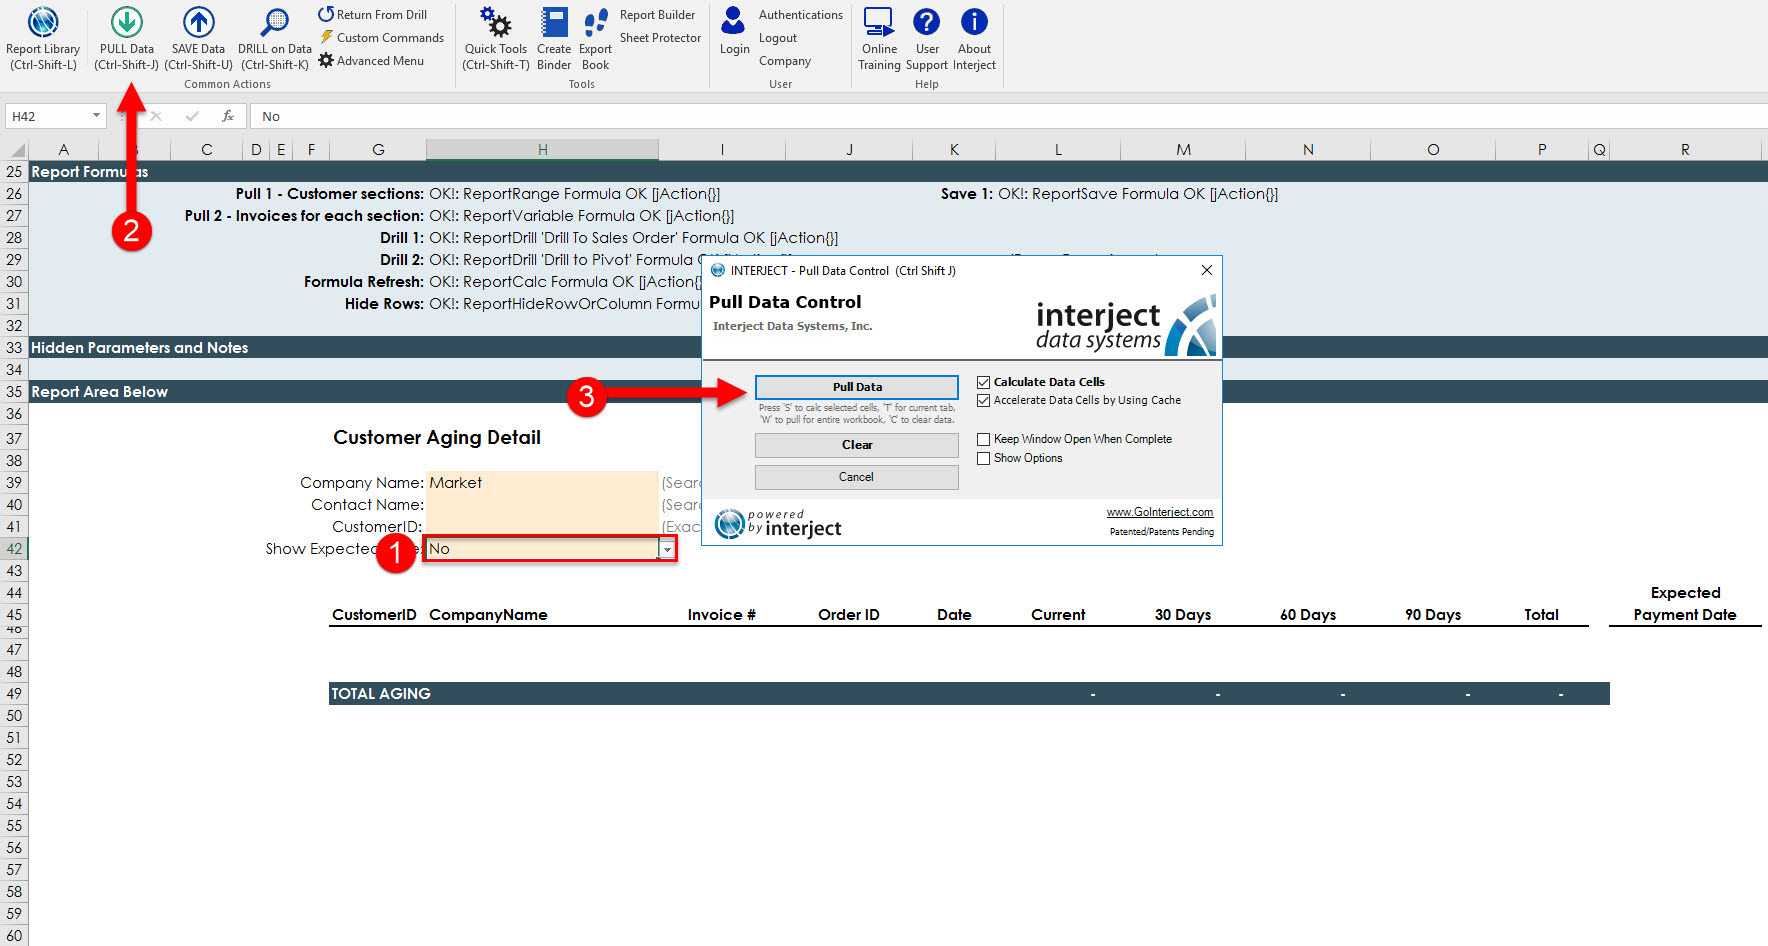 Report Library
(Ctrl-Shift-L)
PULL Data
(Ctrl-Shift-J)
SAVE Data
(Ctrl-Shift-U)
DRILL on Data
(Ctrl-Shift-K)
Return From Drill
Custom Commands
Advanced Menu
Common Actions
Quick Tools
(Ctrl-Shift-T)
Create
Binder
Export
Book
Report Builder
Sheet Protector
Tools
Login
Authentications
Logout
Company
User
Online
Training
User
Support
About
Interject
Help
H42
fx
No
A C D E F G H I J K L M N O P Q R
25 Report Formulas
26 Pull 1 - Customer sections: OK!: ReportRange Formula OK [jAction{}] Save 1: OK!: ReportSave Formula OK [jAction{}]
27 Pull 2 - Invoices for each section: OK!: ReportVariable Formula OK [jAction{}]
2
28 Drill 1: OK!: ReportDrill 'Drill To Sales Order' Formula OK [jAction{}]
29 Drill 2: OK!: ReportDrill 'Drill to Pivot' Formula
30 Formula Refresh: OK!: ReportCalc Formula OK [jAction{}
31 Hide Rows: OK!: ReportHideRowOrColumn
32
33 Hidden Parameters and Notes
34
35 Report Area Below
36
37 Customer Aging Detail
38
39 Company Name: Market
40 Contact Name:
41 CustomerID:
42 Show Expected
1
No
43
44 Expected
45 CustomerID CompanyName Invoice # Order ID Date Current 30 Days 60 Days 90 Days Total Payment Date
46
47
48
49 TOTAL AGING - - - - -
50
51
52
53
54
55
56
57
58
59
60
INTERJECT - Pull Data Control (Ctrl Shift J)
Pull Data Control
Interject Data Systems, Inc.
interject
data systems
3
Pull Data
Press 'S' to calc selected cells, 'T' for current tab,
'W' to pull for entire workbook, 'C' to clear data.
Clear
Cancel
Calculate Data Cells
Accelerate Data Cells by Using Cache
Keep Window Open When Complete
Show Options
powered
by interject
www.GoInterject.com
Patented/Patents Pending